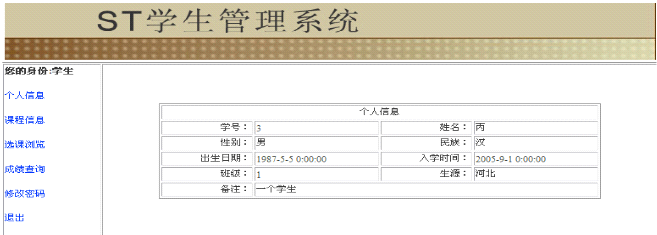 ST学生管理系统
您的身份:学生
个人信息
课程信息
选课浏览
成绩查询
修改密码
退出
个人信息
学号： 3 姓名： 丙
性别： 男 民族： 汉
出生日期： 1987-5-5 0:00:00 入学时间： 2005-9-1 0:00:00
班级： 1 生源： 河北
备注： 一个学生